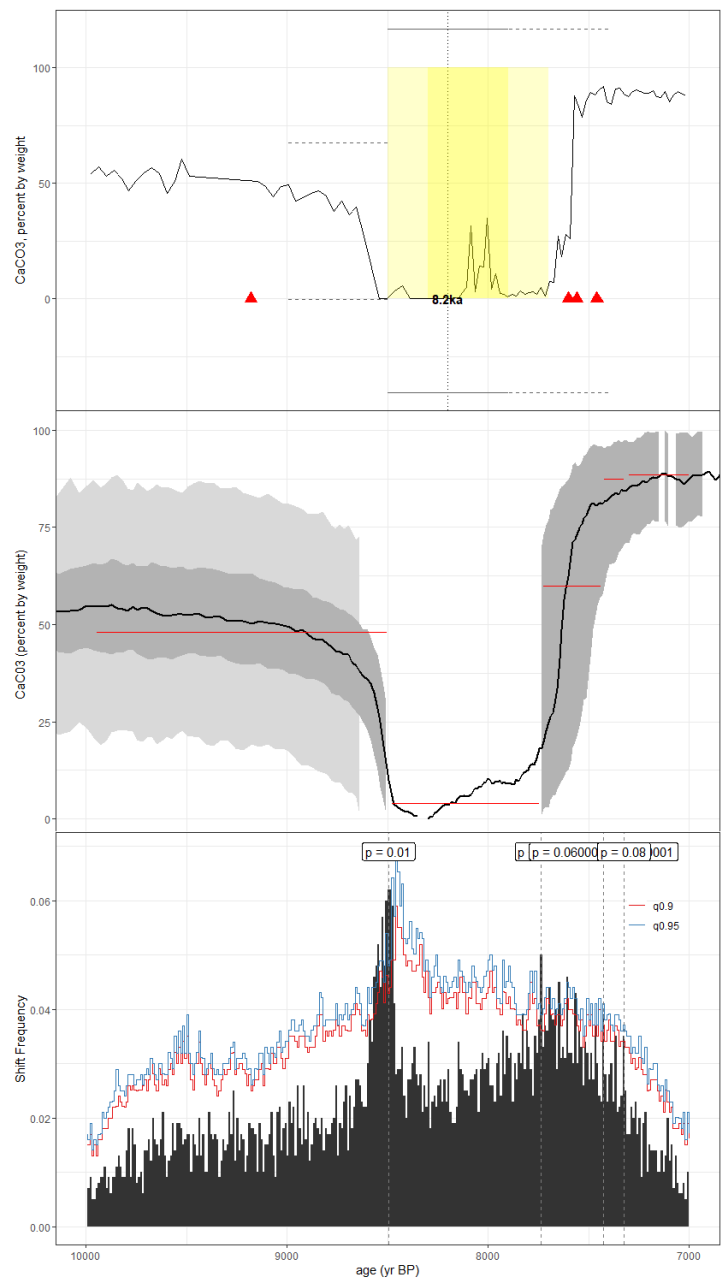 CaCO3, percent by weight
100
50
0
8.2ka
CaC03 (percent by weight)
100
75
50
25
0
Shift Frequency
0.06
0.04
0.02
0.00
p = 0.01
p
p = 0.06000
p = 0.08
0001
q0.9
q0.95
10000
9000
8000
7000
age (yr BP)